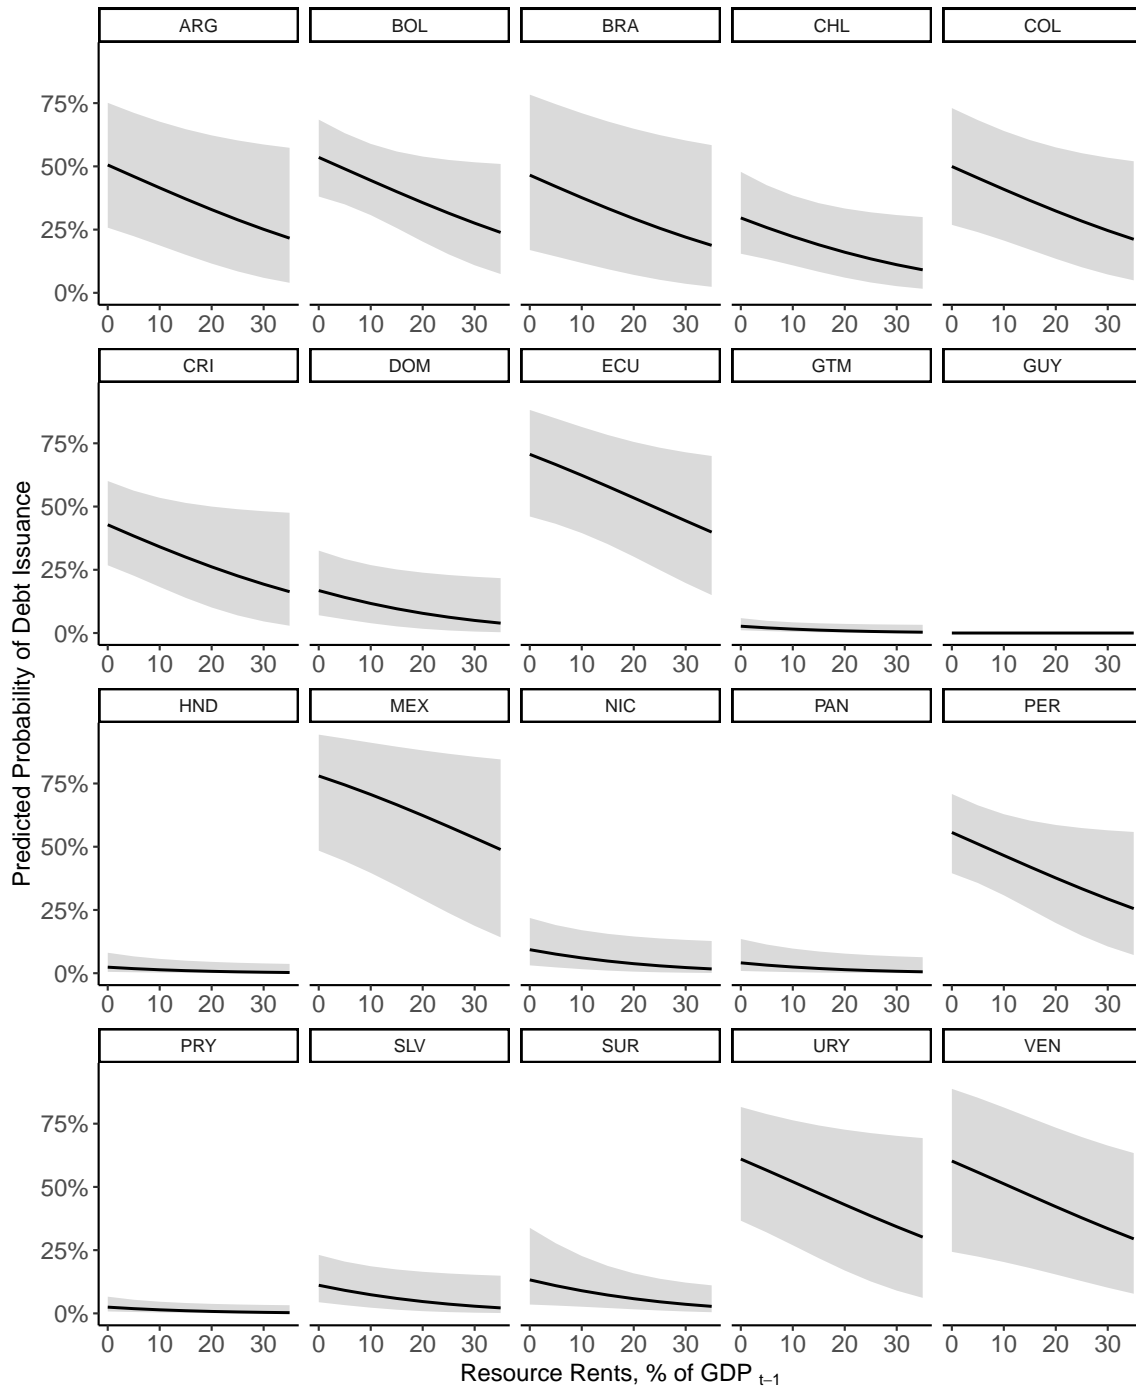 ARG BOL BRA CHL COL
75%
50%
25%
0%
0 10 20 30 0 10 20 30 0 10 20 30 0 10 20 30 0 10 20 30
CRI DOM ECU GTM GUY
75%
50%
25%
0%
0 10 20 30 0 10 20 30 0 10 20 30 0 10 20 30 0 10 20 30
HND MEX NIC PAN PER
75%
50%
25%
0%
0 10 20 30 0 10 20 30 0 10 20 30 0 10 20 30 0 10 20 30
PRY SLV SUR URY VEN
75%
50%
25%
0%
0 10 20 30 0 10 20 30 0 10 20 30 0 10 20 30 0 10 20 30
Predicted Probability of Debt Issuance
Resource Rents, % of GDP t−1